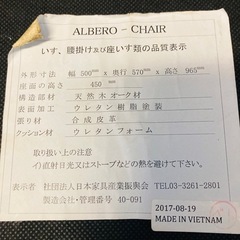 ALBERO - CHAIR
いす、腰掛け及び座いす類の品質表示
外形寸法 幅 500mm x 奥行 570mm x 高さ 965mm
座面の高さ 450 mm
構造部材 天然木オーク材
表面加工 ウレタン樹脂塗装
張り材 合成皮革
クッション材 ウレタンフォーム
取り扱い上の注意
イ)直射日光又はストーブなどの熱を避けて下さい。
表示者 社団法人日本家具産業振興会 TEL03-3261-2801
製造者・管理番号 40-091
2017-08-19
MADE IN VIETNAM